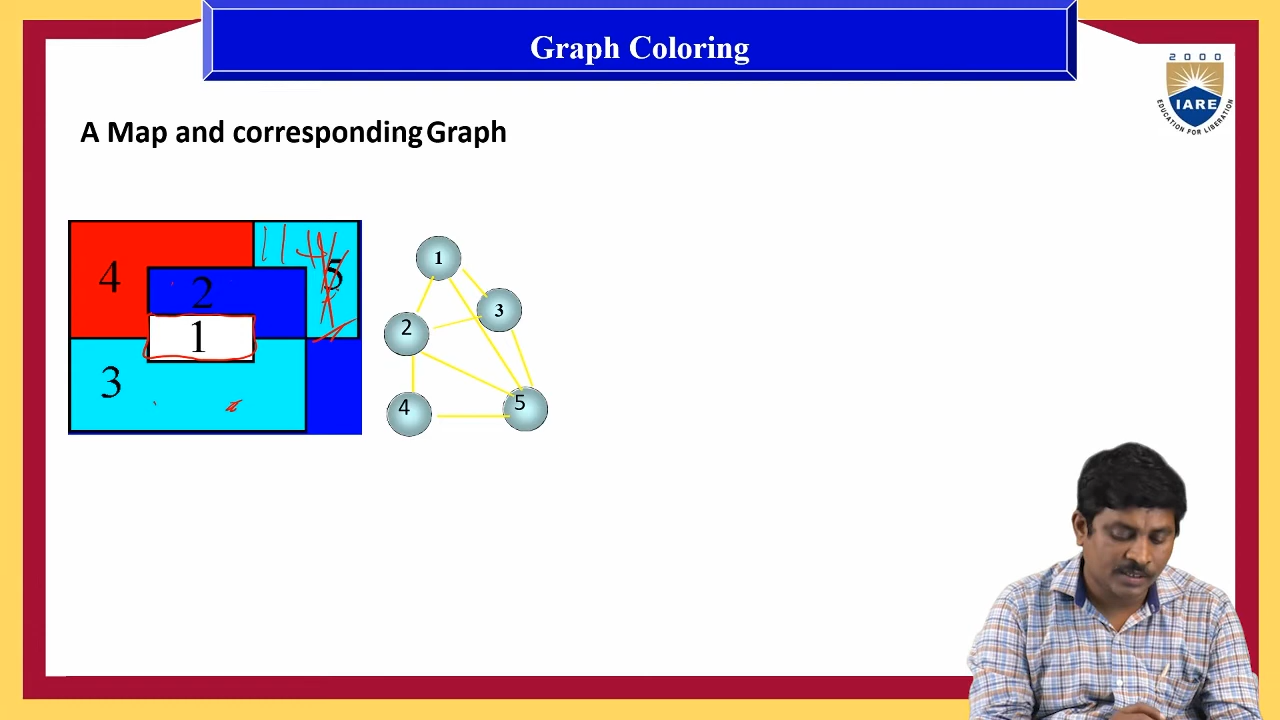 Graph Coloring
2000
IARE
EDUCATION FOR LIBERATION
A Map and corresponding Graph
4
2
5
1
3
1
3
2
4
5